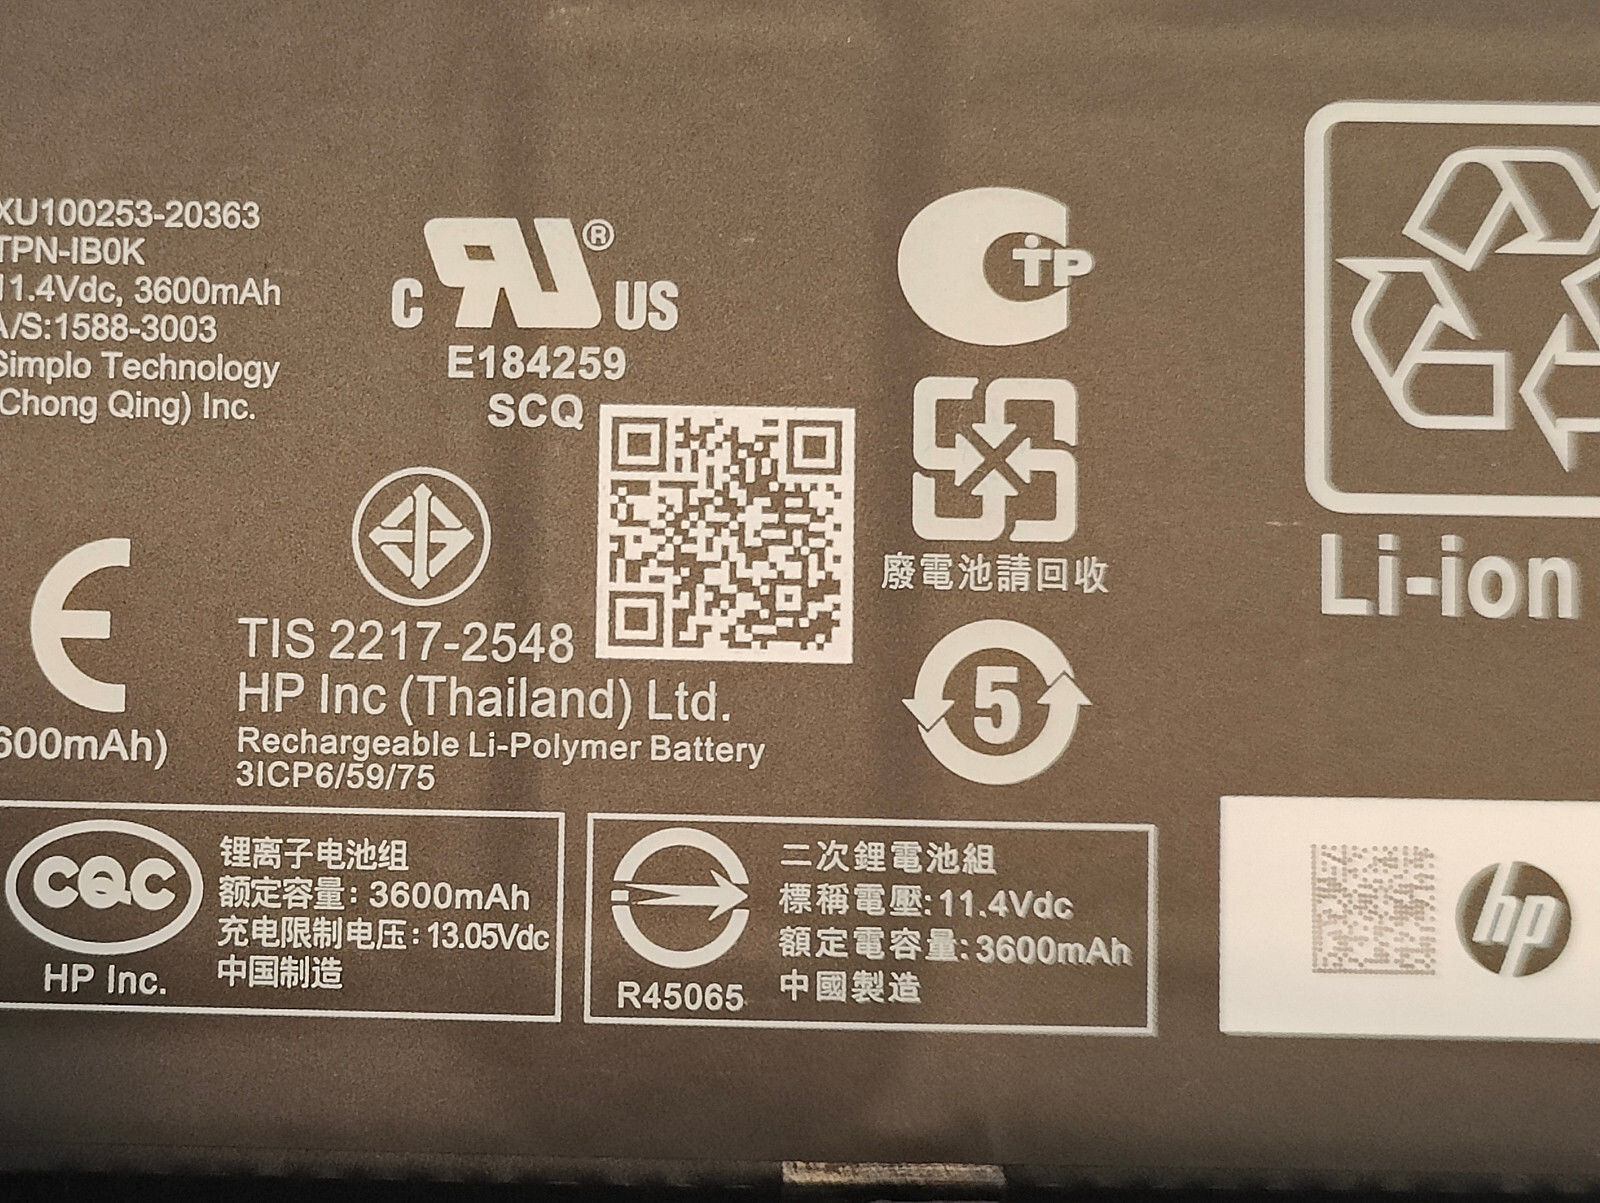 XU100253-20363
TPN-IB0K
11.4Vdc, 3600mAh
A/S:1588-3003
Simplo Technology
(Chong Qing) Inc.
C RU® US
E184259
SCQ
TIS 2217-2548
HP Inc (Thailand) Ltd.
Rechargeable Li-Polymer Battery
3ICP6/59/75
CE
600mAh)
CTP
廢電池請回收
5
Li-ion
CQC
HP Inc.
锂离子电池组
额定容量: 3600mAh
充电限制电压: 13.05Vdc
中国制造
R45065
二次鋰電池組
標稱電壓: 11.4Vdc
額定電容量: 3600mAh
中國製造
hp